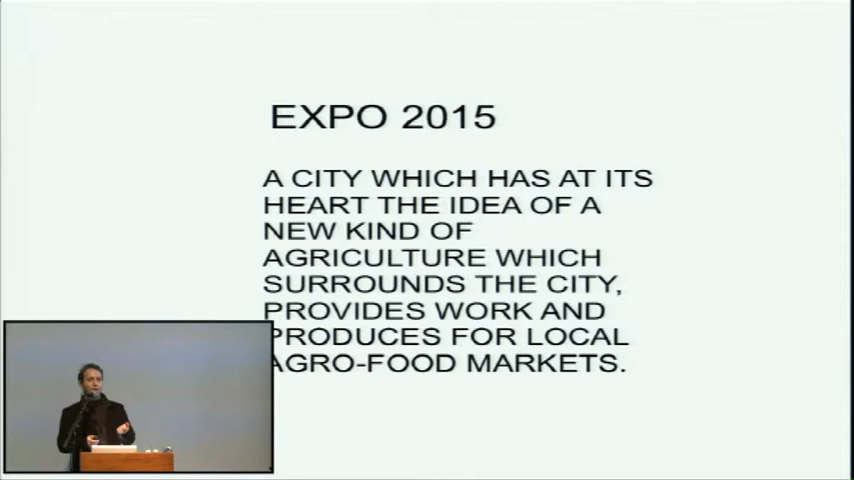 EXPO 2015
A CITY WHICH HAS AT ITS
HEART THE IDEA OF A
NEW KIND OF
AGRICULTURE WHICH
SURROUNDS THE CITY,
PROVIDES WORK AND
PRODUCES FOR LOCAL
AGRO-FOOD MARKETS.